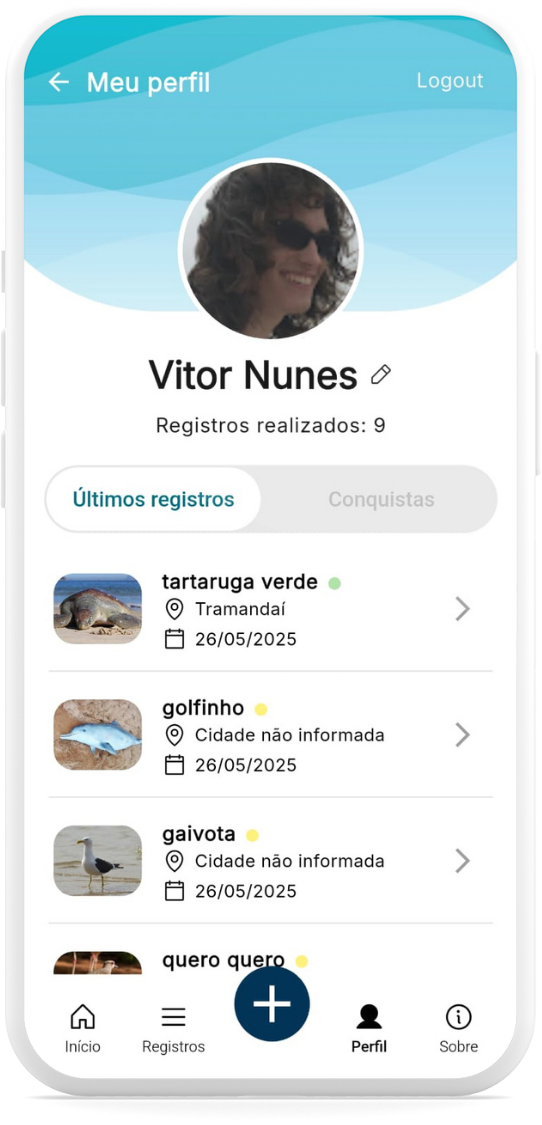 Meu perfil
Logout
Vitor Nunes
Registros realizados: 9
Últimos registros
Conquistas
tartaruga verde
Tramandaí
26/05/2025
golfinho
Cidade não informada
26/05/2025
gaivota
Cidade não informada
26/05/2025
quero quero
Início
Registros
Perfil
Sobre